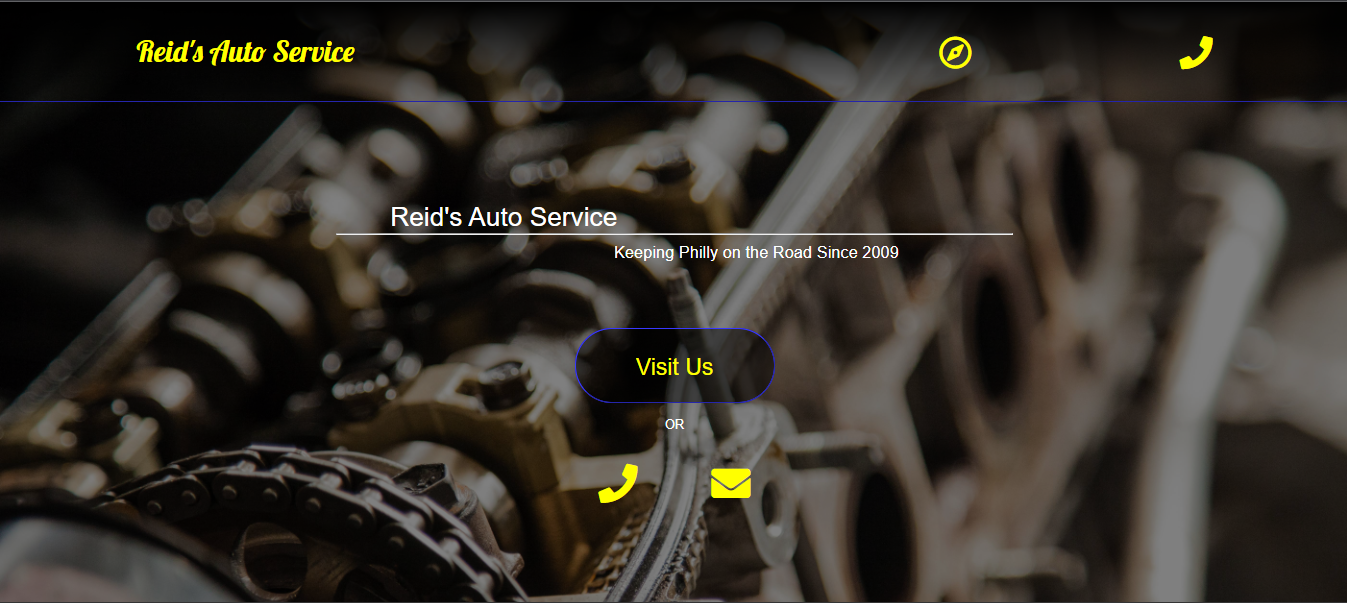 Reid's Auto Service
Reid's Auto Service
Keeping Philly on the Road Since 2009
Visit Us
OR